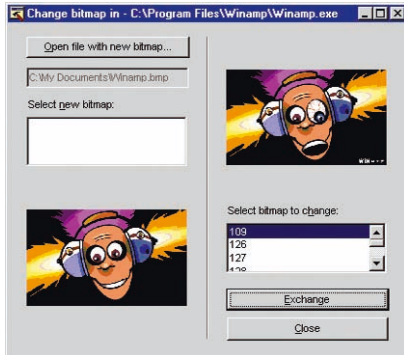 Change bitmap in - C:\Program Files\Winamp\Winamp.exe
Open file with new bitmap...
C:\My Documents\Winamp.bmp
Select new bitmap:
Select bitmap to change:
109
126
127
128
Exchange
Close